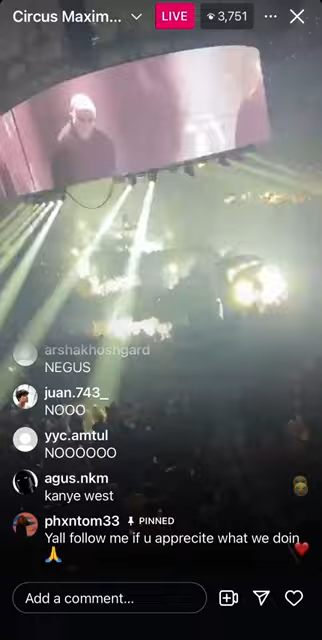 Circus Maxim...
LIVE
3,751
arshakhoshgard
NEGUS
juan.743_
NOOO
yyc.amtul
NOOOOOO
agus.nkm
kanye west
phxntom33 PINNED
Yall follow me if u apprecite what we doin
🙏
Add a comment...